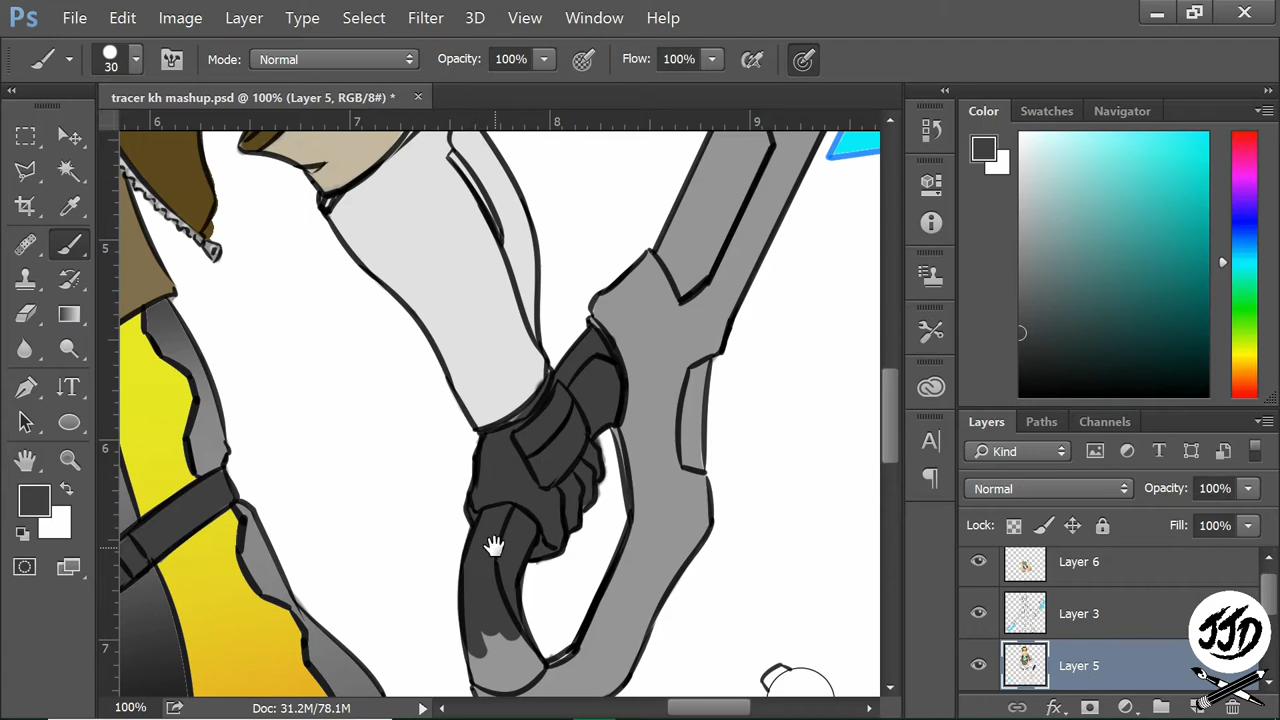 Ps File Edit Image Layer Type Select Filter 3D View Window Help
30 Mode: Normal Opacity: 100% Flow: 100%
tracer kh mashup.psd @ 100% (Layer 5, RGB/8#) * ×
6 7 8 9
5
6
7
Color Swatches Navigator
Layers Paths Channels
Kind
Normal Opacity: 100%
Lock: Fill: 100%
Layer 6
Layer 3
Layer 5
JJD
100% Doc: 31.2M/78.1M